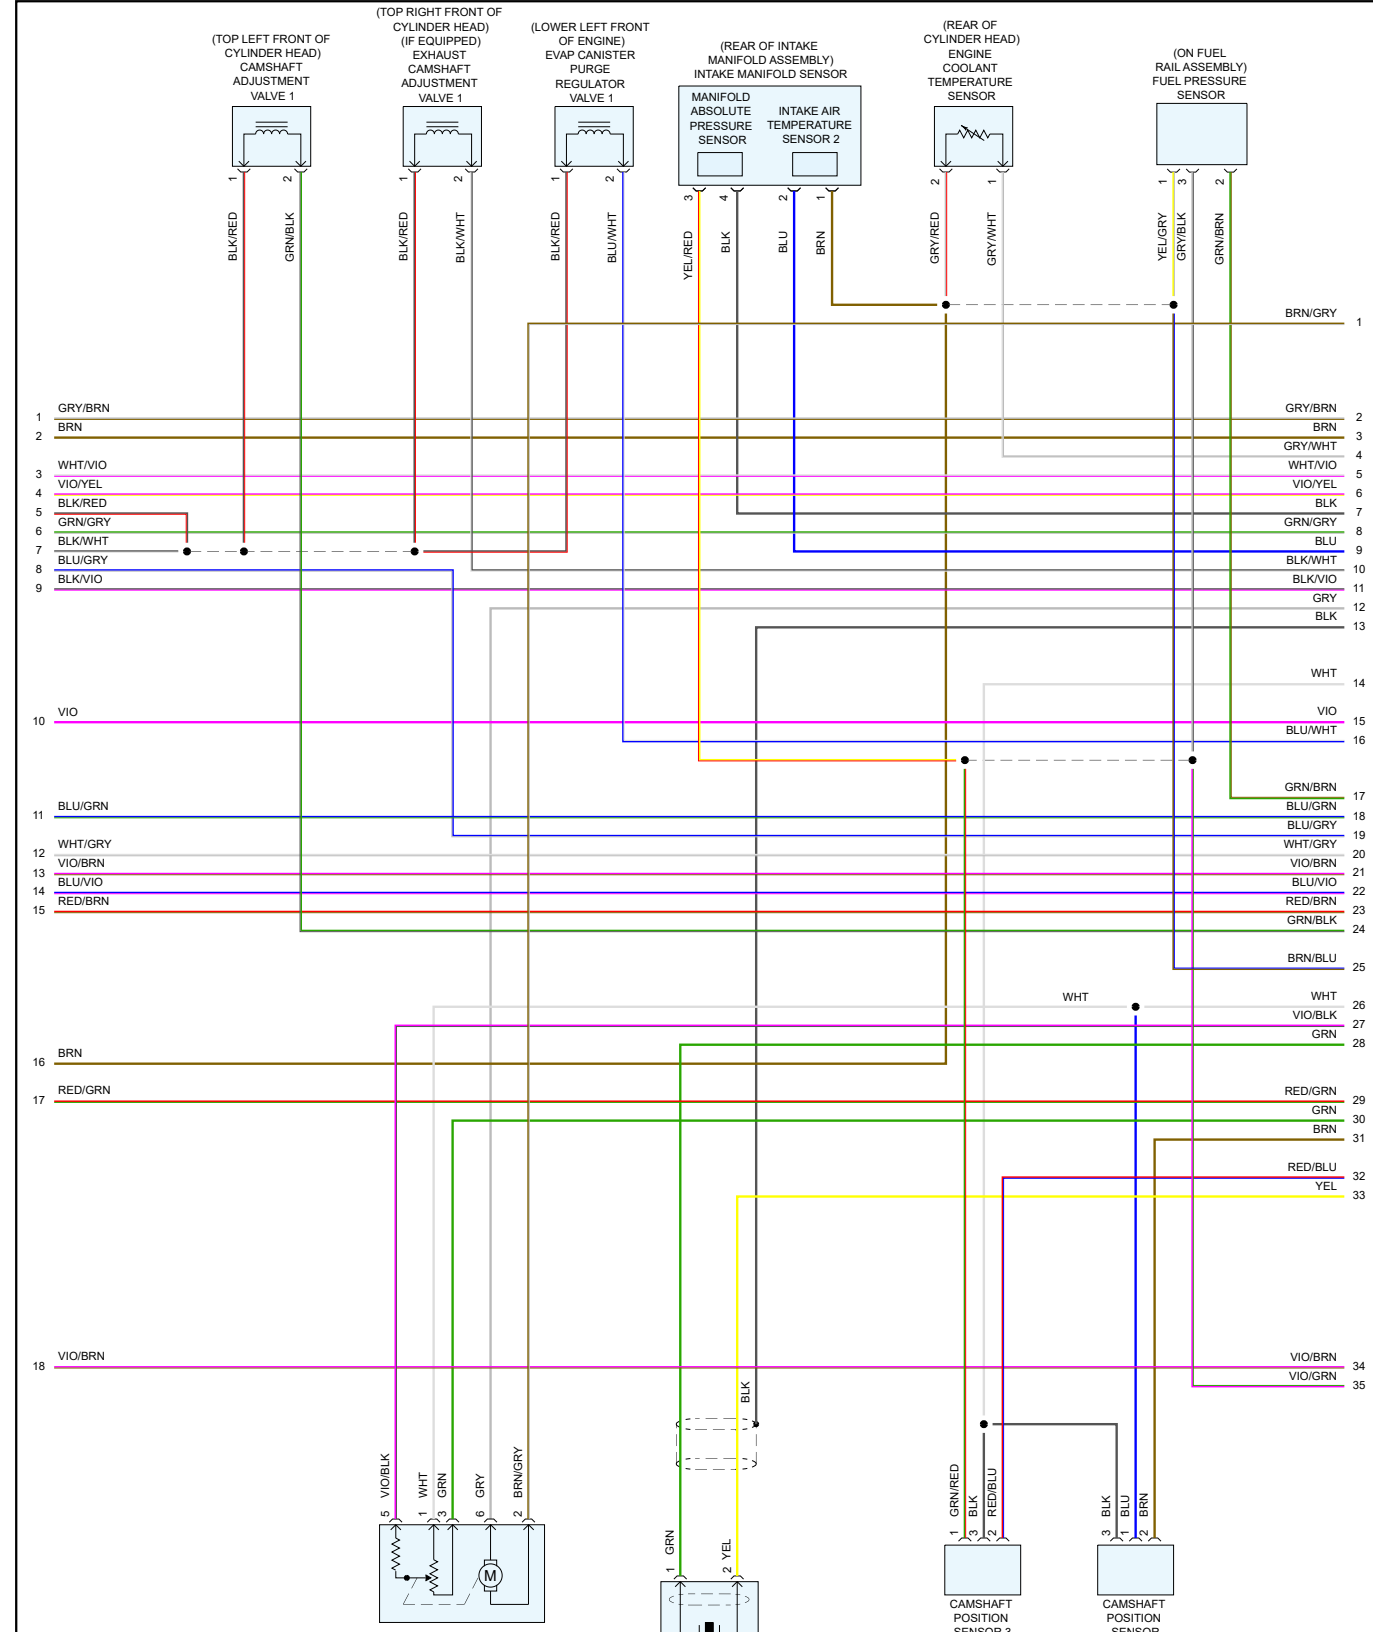 (TOP LEFT FRONT OF
CYLINDER HEAD)
CAMSHAFT
ADJUSTMENT
VALVE 1
(TOP RIGHT FRONT OF
CYLINDER HEAD)
(IF EQUIPPED)
EXHAUST
CAMSHAFT
ADJUSTMENT
VALVE 1
(LOWER LEFT FRONT
OF ENGINE)
EVAP CANISTER
PURGE
REGULATOR
VALVE 1
(REAR OF INTAKE
MANIFOLD ASSEMBLY)
INTAKE MANIFOLD SENSOR
MANIFOLD
ABSOLUTE
PRESSURE
SENSOR
INTAKE AIR
TEMPERATURE
SENSOR 2
(REAR OF
CYLINDER HEAD)
ENGINE
COOLANT
TEMPERATURE
SENSOR
(ON FUEL
RAIL ASSEMBLY)
FUEL PRESSURE
SENSOR
1 2 1 2 1 2 3 4 2 1 2 1 1 3 2
BLK/RED
GRN/BLK
BLK/RED
BLK/WHT
BLK/RED
BLU/WHT
YEL/RED
BLK
BLU
BRN
GRY/RED
GRY/WHT
YEL/GRY
GRY/BLK
GRN/BRN
BRN/GRY 1
1 GRY/BRN
GRY/BRN 2
2 BRN
BRN 3
GRY/WHT 4
3 WHT/VIO
WHT/VIO 5
4 VIO/YEL
VIO/YEL 6
5 BLK/RED
BLK 7
6 GRN/GRY
GRN/GRY 8
7 BLK/WHT
BLU 9
8 BLU/GRY
BLK/WHT 10
9 BLK/VIO
BLK/VIO 11
GRY 12
BLK 13
WHT 14
10 VIO
VIO 15
BLU/WHT 16
GRN/BRN 17
11 BLU/GRN
BLU/GRN 18
BLU/GRY 19
12 WHT/GRY
WHT/GRY 20
13 VIO/BRN
VIO/BRN 21
14 BLU/VIO
BLU/VIO 22
15 RED/BRN
RED/BRN 23
GRN/BLK 24
BRN/BLU 25
WHT
WHT 26
VIO/BLK 27
GRN 28
16 BRN
17 RED/GRN
RED/GRN 29
GRN 30
BRN 31
RED/BLU 32
YEL 33
18 VIO/BRN
VIO/BRN 34
VIO/GRN 35
BLK
5 VIO/BLK
1 WHT
3 GRN
6 GRY
2 BRN/GRY
M
1 GRN
2 YEL
1 GRN/RED
3 BLK
2 RED/BLU
3 BLK
1 BLU
2 BRN
CAMSHAFT
POSITION
SENSOR 3
CAMSHAFT
POSITION
SENSOR